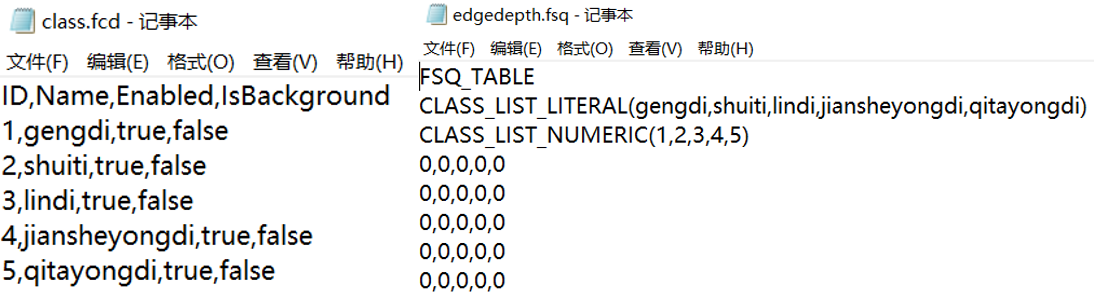 class.fcd - 记事本
文件(F) 编辑(E) 格式(O) 查看(V) 帮助(H)
ID,Name,Enabled,IsBackground
1,gengdi,true,false
2,shuiti,true,false
3,lindi,true,false
4,jiansheyongdi,true,false
5,qitayongdi,true,false
edgedepth.fsq - 记事本
文件(F) 编辑(E) 格式(O) 查看(V) 帮助(H)
FSQ_TABLE
CLASS_LIST_LITERAL(gengdi,shuiti,lindi,jiansheyongdi,qitayongdi)
CLASS_LIST_NUMERIC(1,2,3,4,5)
0,0,0,0,0
0,0,0,0,0
0,0,0,0,0
0,0,0,0,0
0,0,0,0,0